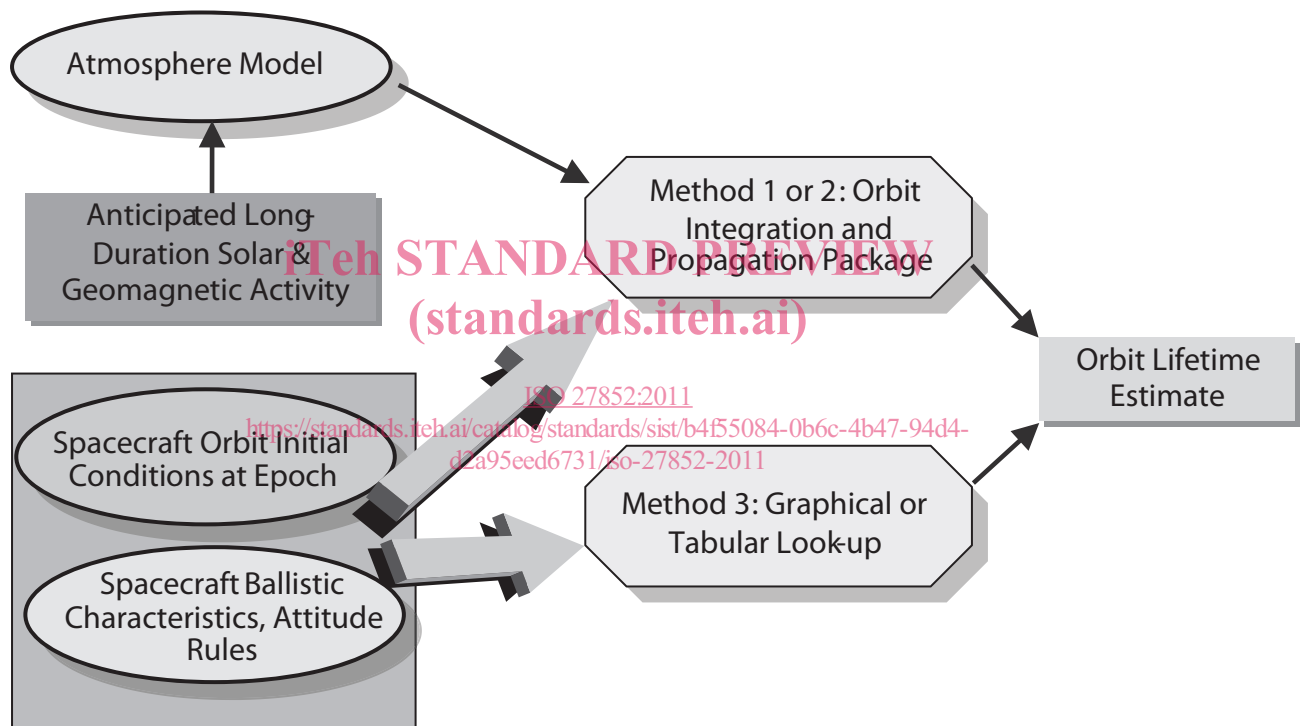 Atmosphere Model
Anticipated Long-
Duration Solar &
Geomagnetic Activity
Method 1 or 2: Orbit
Integration and
Propagation Package
iTeh STANDARD PREVIEW
(standards.iteh.ai)
Orbit Lifetime
Estimate
ISO 27852:2011
https://standards.iteh.ai/catalog/standards/sist/b4f55084-0b6c-4b47-94d4-
d2a95eed6731/iso-27852-2011
Spacecraft Orbit Initial
Conditions at Epoch
Method 3: Graphical or
Tabular Look-up
Spacecraft Ballistic
Characteristics, Attitude
Rules